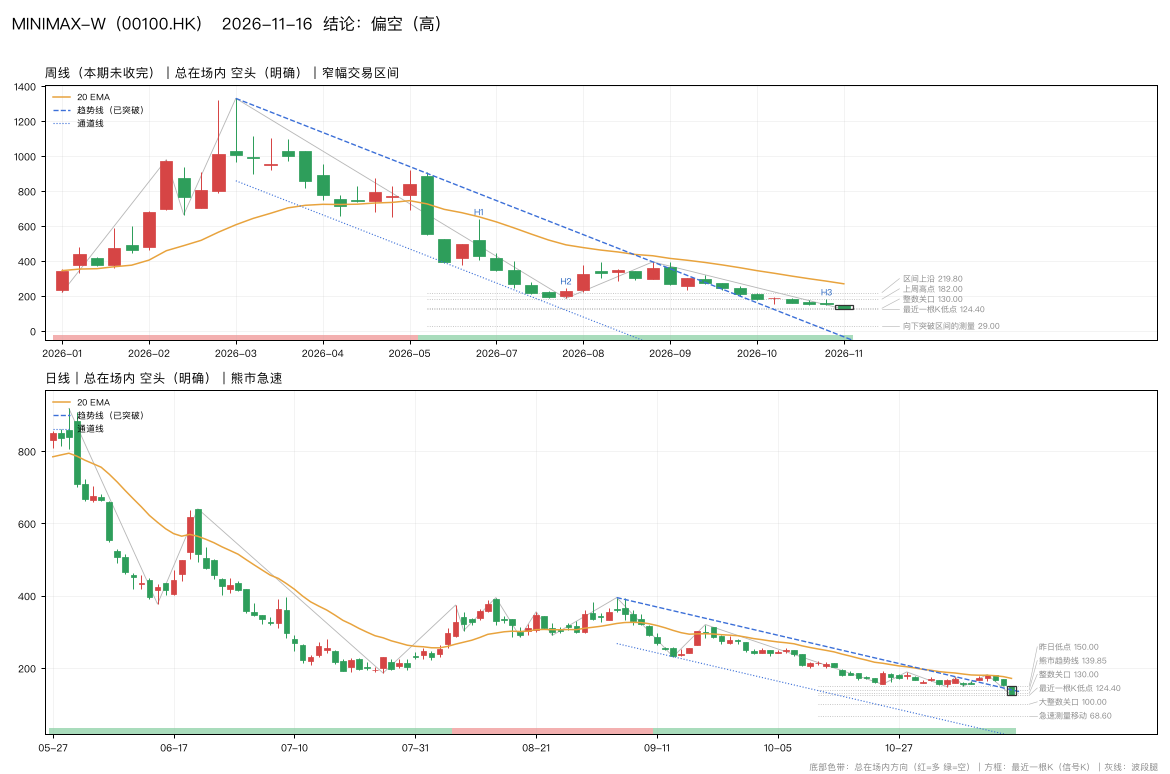 MINIMAX-W（00100.HK） 2026-11-16 结论：偏空（高）
周线（本期未收完）｜总在场内 空头（明确）｜窄幅交易区间
20 EMA
趋势线（已突破）
通道线
1400
1200
1000
800
600
400
200
0
H1
H2
H3
区间上沿 219.80
上周高点 182.00
整数关口 130.00
最近一根K低点 124.40
向下突破区间的测量 29.00
2026-01 2026-02 2026-03 2026-04 2026-05 2026-07 2026-08 2026-09 2026-10 2026-11
日线｜总在场内 空头（明确）｜熊市急速
20 EMA
趋势线（已突破）
通道线
800
600
400
200
昨日低点 150.00
熊市趋势线 139.85
整数关口 130.00
最近一根K低点 124.40
大整数关口 100.00
急速测量移动 68.60
05-27 06-17 07-10 07-31 08-21 09-11 10-05 10-27
底部色带：总在场内方向（红=多 绿=空）｜方框：最近一根K（信号K）｜灰线：波段腿